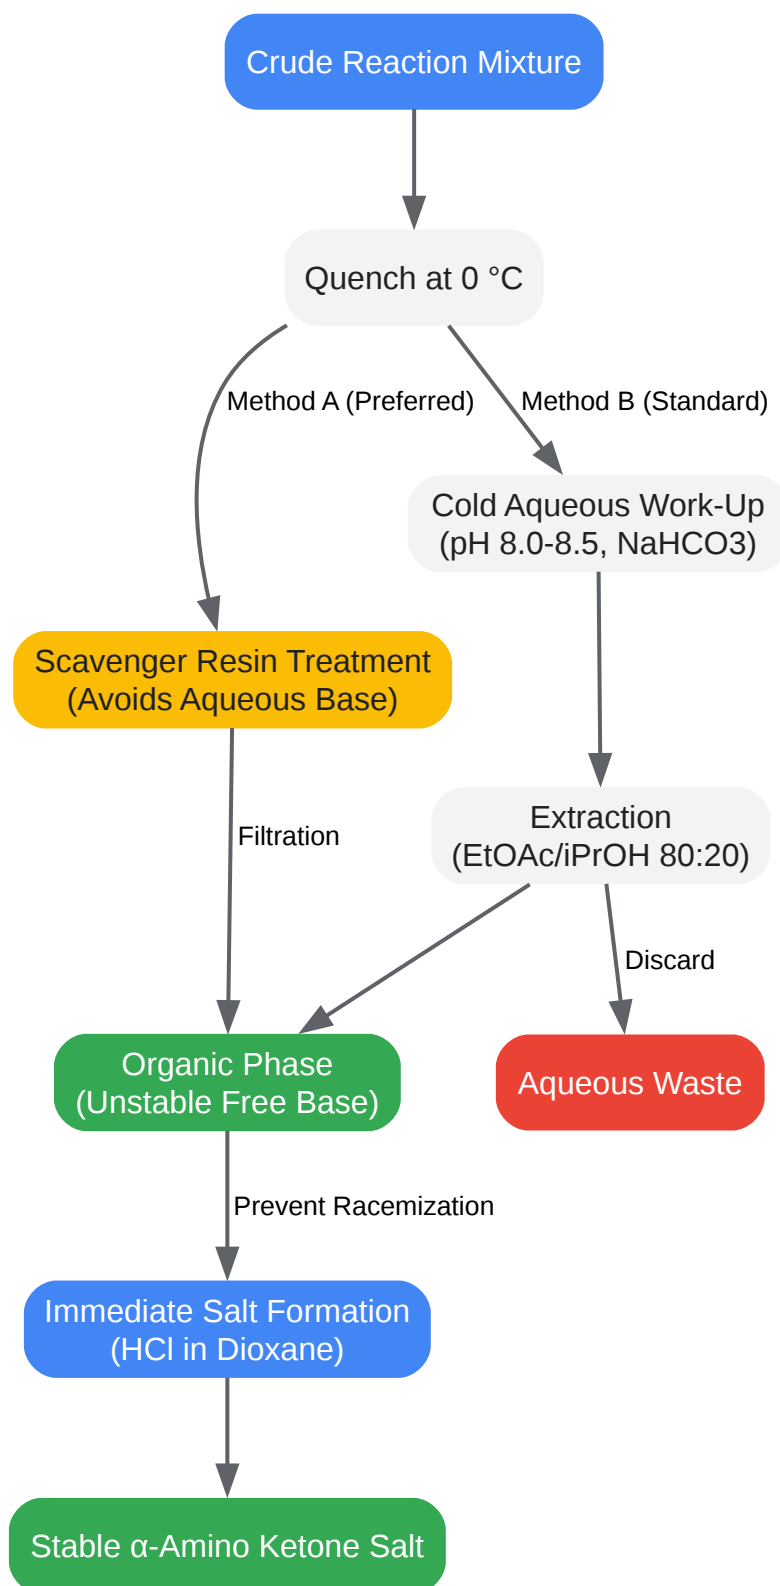 Crude Reaction Mixture
Quench at 0 °C
Method A (Preferred)
Method B (Standard)
Cold Aqueous Work-Up
(pH 8.0-8.5, NaHCO3)
Scavenger Resin Treatment
(Avoids Aqueous Base)
Filtration
Extraction
(EtOAc/iPrOH 80:20)
Discard
Organic Phase
(Unstable Free Base)
Aqueous Waste
Prevent Racemization
Immediate Salt Formation
(HCl in Dioxane)
Stable α-Amino Ketone Salt